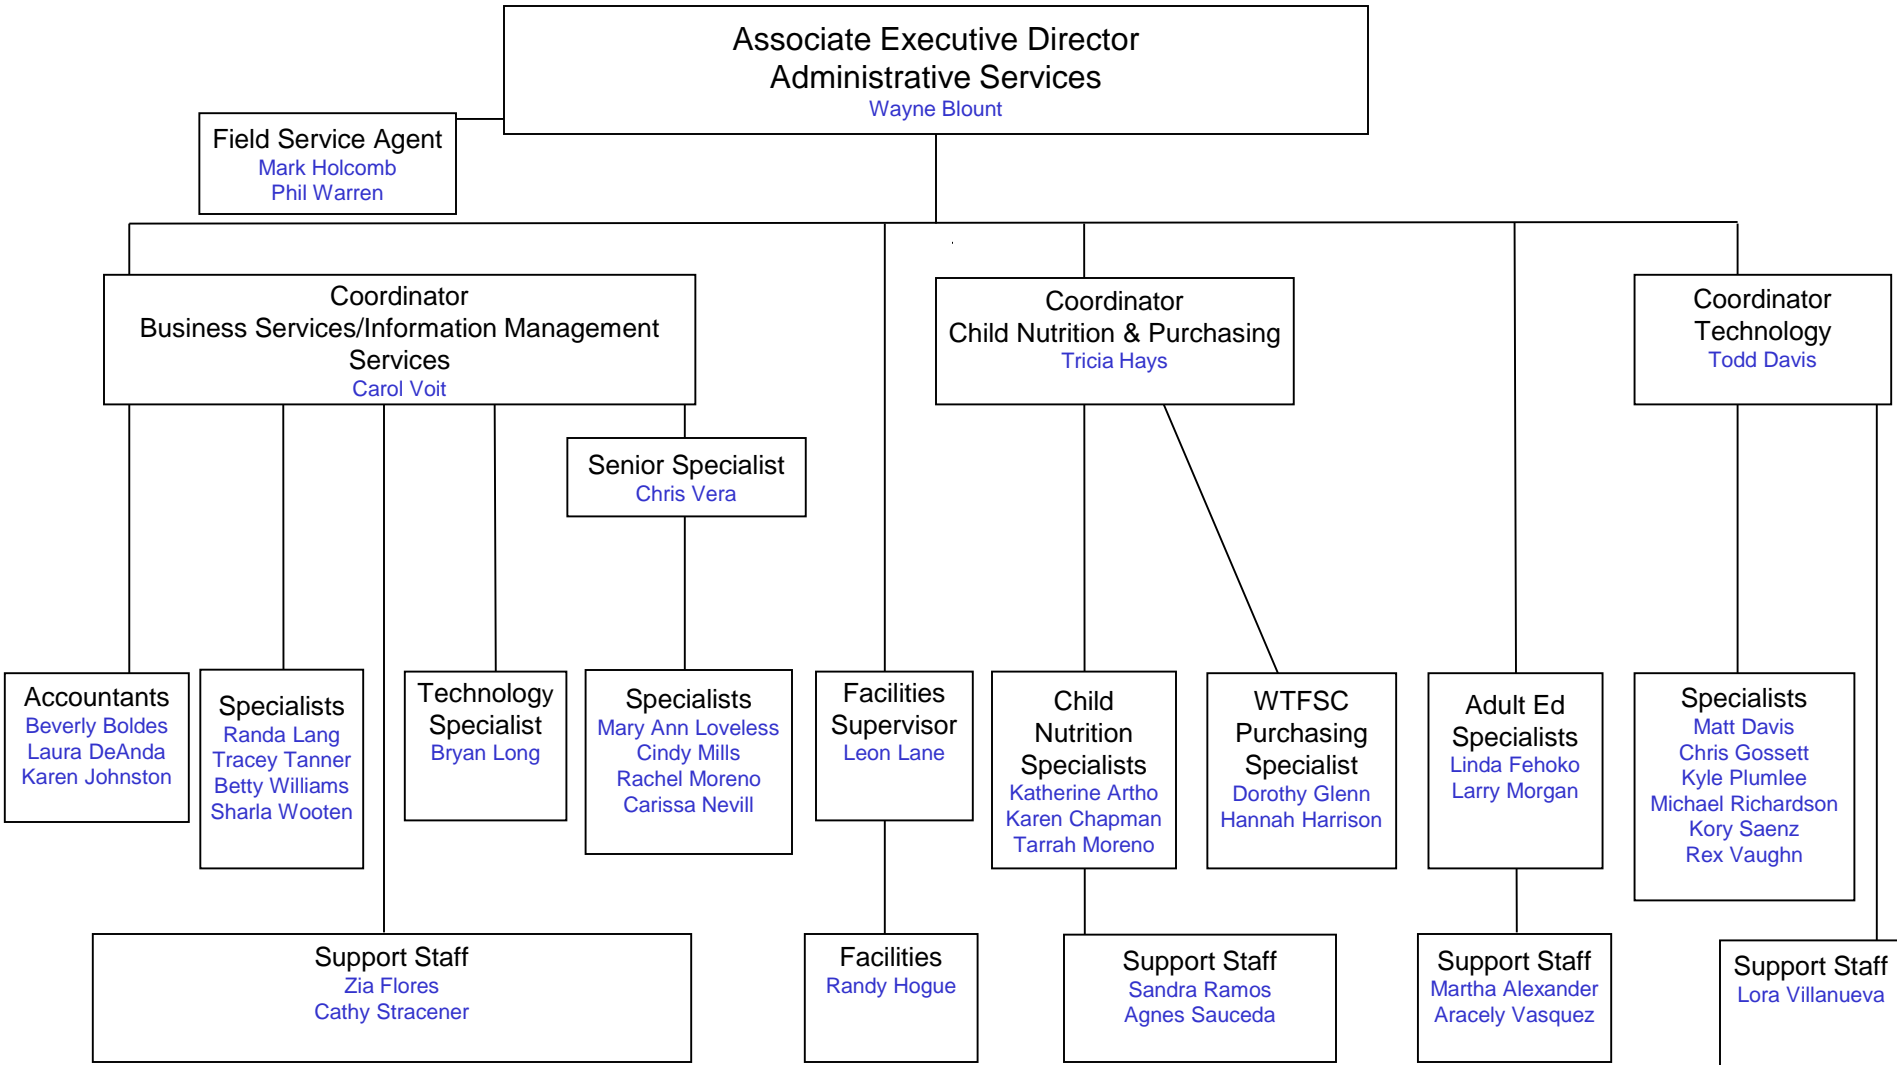 Associate Executive Director
Administrative Services
Wayne Blount
Field Service Agent
Mark Holcomb
Phil Warren
Coordinator
Business Services/Information Management
Services
Carol Voit
Coordinator
Child Nutrition & Purchasing
Tricia Hays
Coordinator
Technology
Todd Davis
Senior Specialist
Chris Vera
Accountants
Beverly Boldes
Laura DeAnda
Karen Johnston
Specialists
Randa Lang
Tracey Tanner
Betty Williams
Sharla Wooten
Technology
Specialist
Bryan Long
Specialists
Mary Ann Loveless
Cindy Mills
Rachel Moreno
Carissa Nevill
Facilities
Supervisor
Leon Lane
Child
Nutrition
Specialists
Katherine Artho
Karen Chapman
Tarrah Moreno
WTFSC
Purchasing
Specialist
Dorothy Glenn
Hannah Harrison
Adult Ed
Specialists
Linda Fehoko
Larry Morgan
Specialists
Matt Davis
Chris Gossett
Kyle Plumlee
Michael Richardson
Kory Saenz
Rex Vaughn
Support Staff
Zia Flores
Cathy Stracener
Facilities
Randy Hogue
Support Staff
Sandra Ramos
Agnes Sauceda
Support Staff
Martha Alexander
Aracely Vasquez
Support Staff
Lora Villanueva